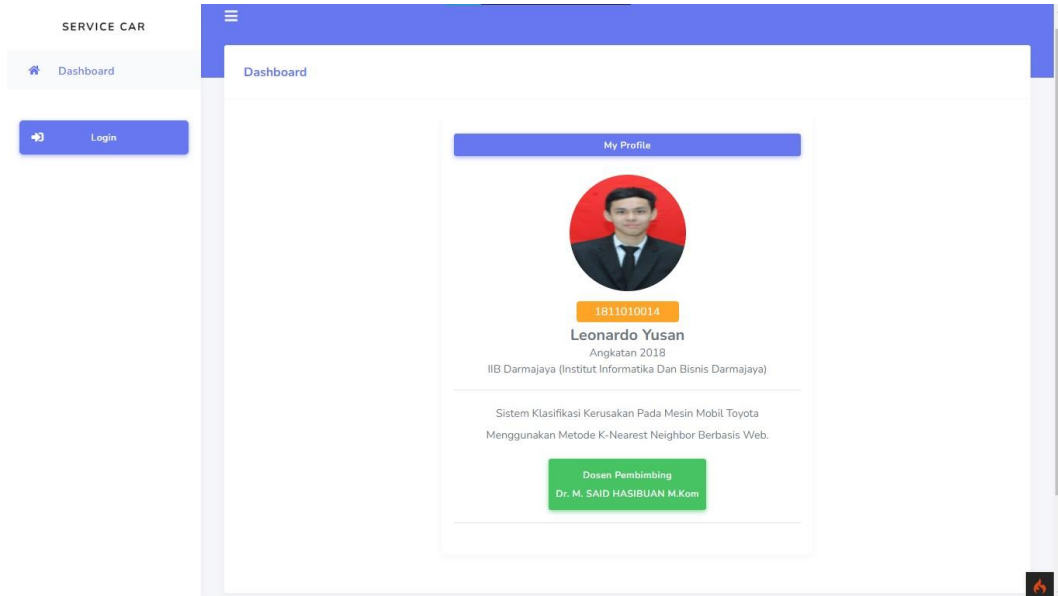 SERVICE CAR
Dashboard
Login
Dashboard
My Profile
1811010014
Leonardo Yusan
Angkatan 2018
IIB Darmajaya (Institut Informatika Dan Bisnis Darmajaya)
Sistem Klasifikasi Kerusakan Pada Mesin Mobil Toyota
Menggunakan Metode K-Nearest Neighbor Berbasis Web.
Dosen Pembimbing
Dr. M. SAID HASIBUAN M.Kom